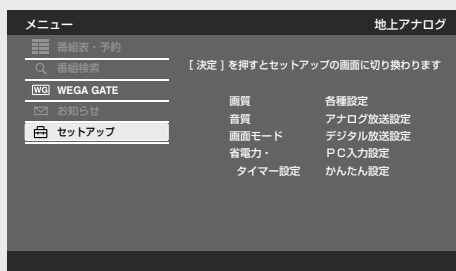 メニュー 地上アナログ
番組表・予約
番組検索
WG WEGA GATE
お知らせ
セットアップ
[ 決定 ] を押すとセットアップの画面に切り換わります
画質 各種設定
音質 アナログ放送設定
画面モード デジタル放送設定
省電力・ PC入力設定
タイマー設定 かんたん設定